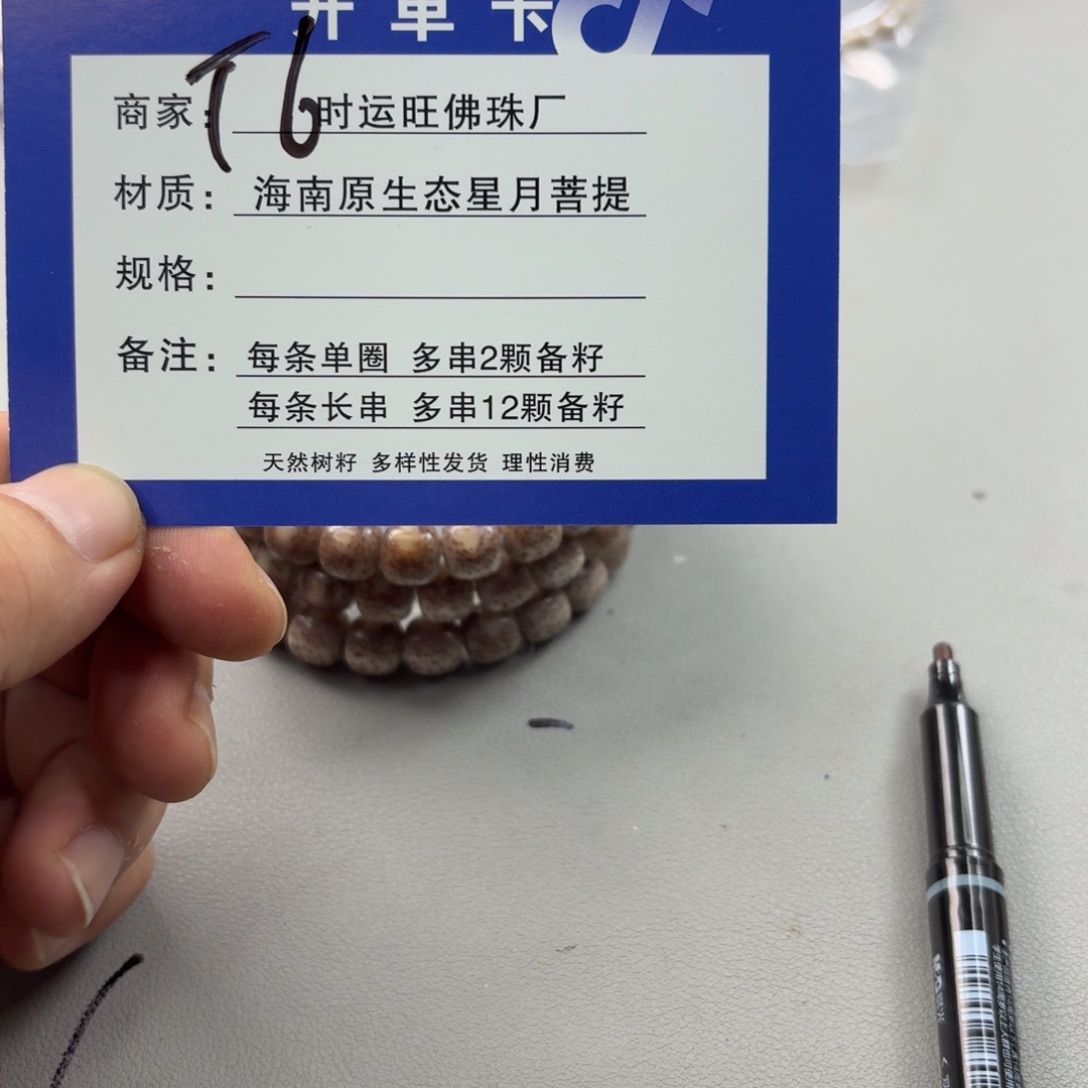 开单卡
T6
商家: 时运旺佛珠厂
材质: 海南原生态星月菩提
规格:
备注: 每条单圈 多串2颗备籽
每条长串 多串12颗备籽
天然树籽 多样性发货 理性消费